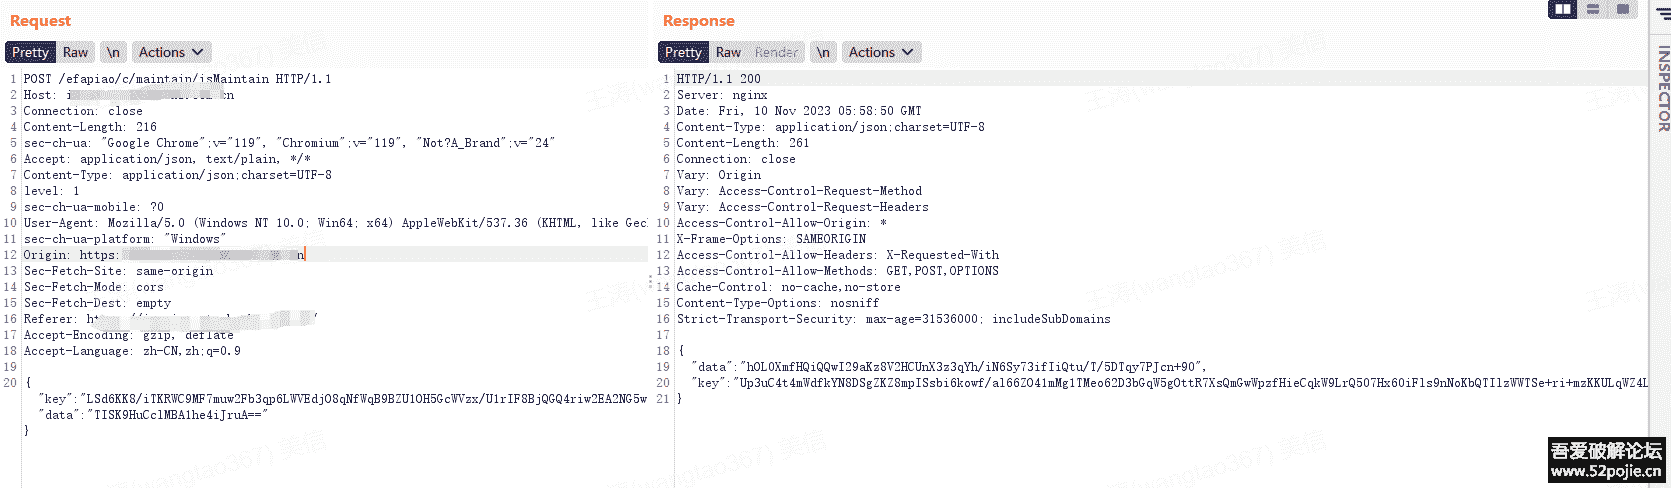 Request
Pretty Raw \n Actions
1 POST /efapiao/c/maintain/isMaintain HTTP/1.1
2 Host:
3 Connection: close
4 Content-Length: 216
5 sec-ch-ua: "Google Chrome";v="119", "Chromium";v="119", "Not?A_Brand";v="24"
6 Accept: application/json, text/plain, */*
7 Content-Type: application/json;charset=UTF-8
8 level: 1
9 sec-ch-ua-mobile: ?0
10 User-Agent: Mozilla/5.0 (Windows NT 10.0; Win64; x64) AppleWebKit/537.36 (KHTML, like Gec
11 sec-ch-ua-platform: "Windows"
12 Origin: https:
13 Sec-Fetch-Site: same-origin
14 Sec-Fetch-Mode: cors
15 Sec-Fetch-Dest: empty
16 Referer:
17 Accept-Encoding: gzip, deflate
18 Accept-Language: zh-CN,zh;q=0.9
19
20 {
"key":"LSd6KK8/iTKRWC9MF7muw2Fb3qp6LWVEdjO8qNfWqB9BZU1OH5GcWVzx/U1rIF8BjQGQ4riw2EA2NG5w
"data":"TISK9HuCclMBA1he4iJruA=="
}
Response
Pretty Raw Render \n Actions
1 HTTP/1.1 200
2 Server: nginx
3 Date: Fri, 10 Nov 2023 05:58:50 GMT
4 Content-Type: application/json;charset=UTF-8
5 Content-Length: 261
6 Connection: close
7 Vary: Origin
8 Vary: Access-Control-Request-Method
9 Vary: Access-Control-Request-Headers
10 Access-Control-Allow-Origin: *
11 X-Frame-Options: SAMEORIGIN
12 Access-Control-Allow-Headers: X-Requested-With
13 Access-Control-Allow-Methods: GET,POST,OPTIONS
14 Cache-Control: no-cache,no-store
15 Content-Type-Options: nosniff
16 Strict-Transport-Security: max-age=31536000; includeSubDomains
17
18 {
19 "data":"hOLOXmfHQiQQwI29aKz8V2HCUnX3z3qYh/iN6Sy73ifIiQtu/T/5DTqy7PJcn+90",
20 "key":"Up3uC4t4mWdfkYN8DSgZKZ8mpISsbi6kowf/al66ZO41mMg1TMeo62D3bGqW5gOttR7XsQmGwWpzfHieCqkW9LrQ507Hx60iFls9nNoKbQTIlzWWTSe+ri+mzKKULqWZ4L
21 }
INSPECTOR
王涛(wangtao367) 美信
吾爱破解论坛
www.52pojie.cn